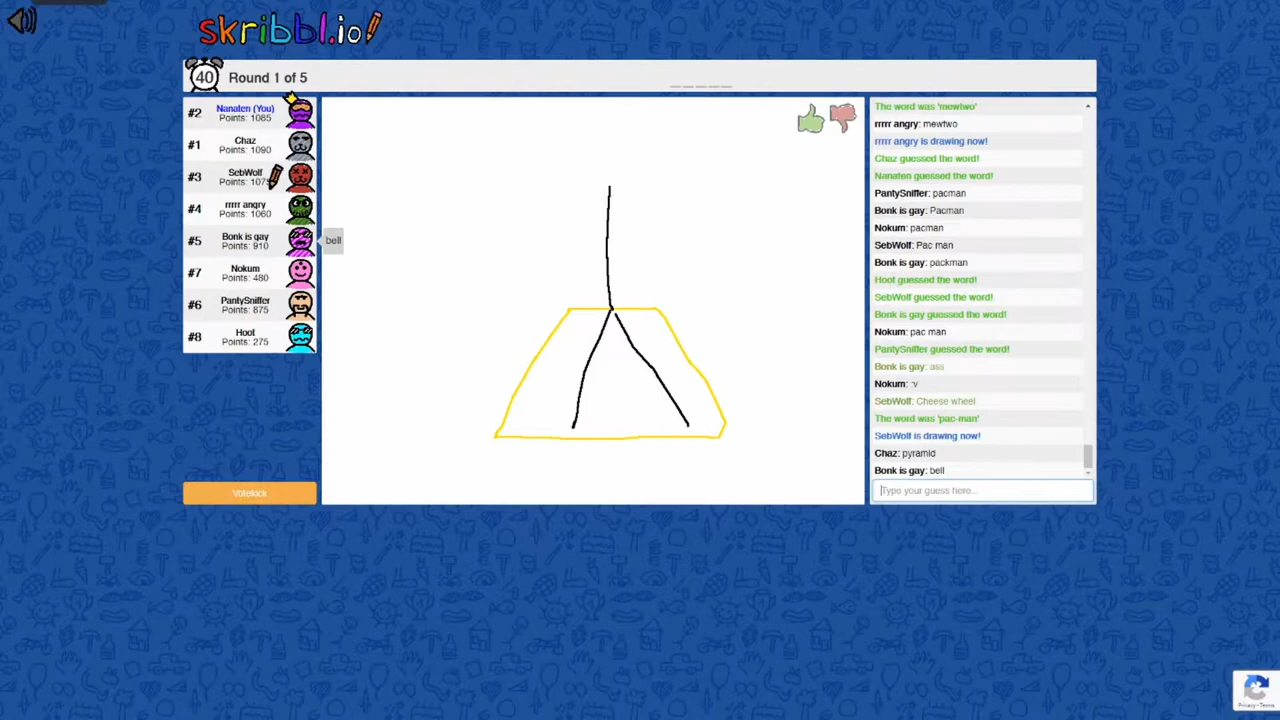 skribbl.io
40
Round 1 of 5
_ _ _ _ _
#2 Nanaten (You)
Points: 1085
#1 Chaz
Points: 1090
#3 SebWolf
Points: 1075
#4 rrrrr angry
Points: 1060
#5 Bonk is gay
Points: 910
bell
#7 Nokum
Points: 480
#6 PantySniffer
Points: 875
#8 Hoot
Points: 275
Votekick
The word was 'mewtwo'
rrrrr angry: mewtwo
rrrrr angry is drawing now!
Chaz guessed the word!
Nanaten guessed the word!
PantySniffer: pacman
Bonk is gay: Pacman
Nokum: pacman
SebWolf: Pac man
Bonk is gay: packman
Hoot guessed the word!
SebWolf guessed the word!
Bonk is gay guessed the word!
Nokum: pac man
PantySniffer guessed the word!
Bonk is gay: ass
Nokum: :v
SebWolf: Cheese wheel
The word was 'pac-man'
SebWolf is drawing now!
Chaz: pyramid
Bonk is gay: bell
Type your guess here...
Privacy - Terms